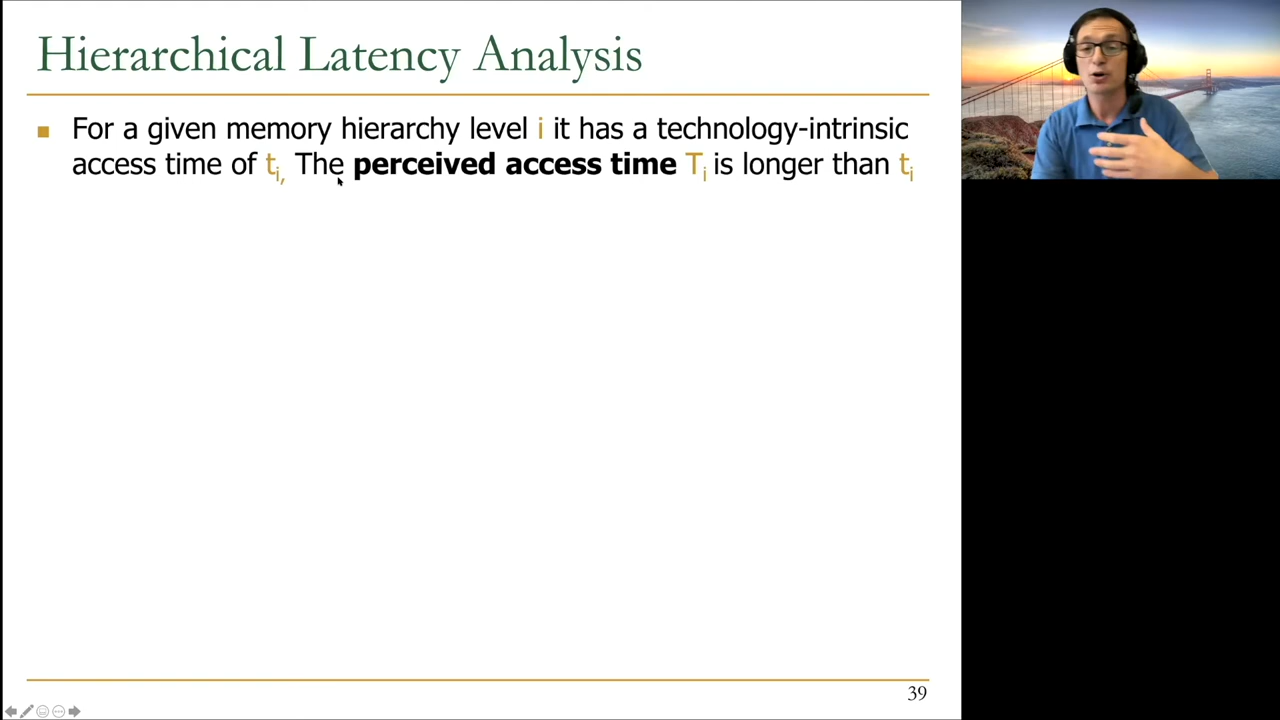 Hierarchical Latency Analysis
For a given memory hierarchy level i it has a technology-intrinsic
access time of ti, The perceived access time Ti is longer than ti
39